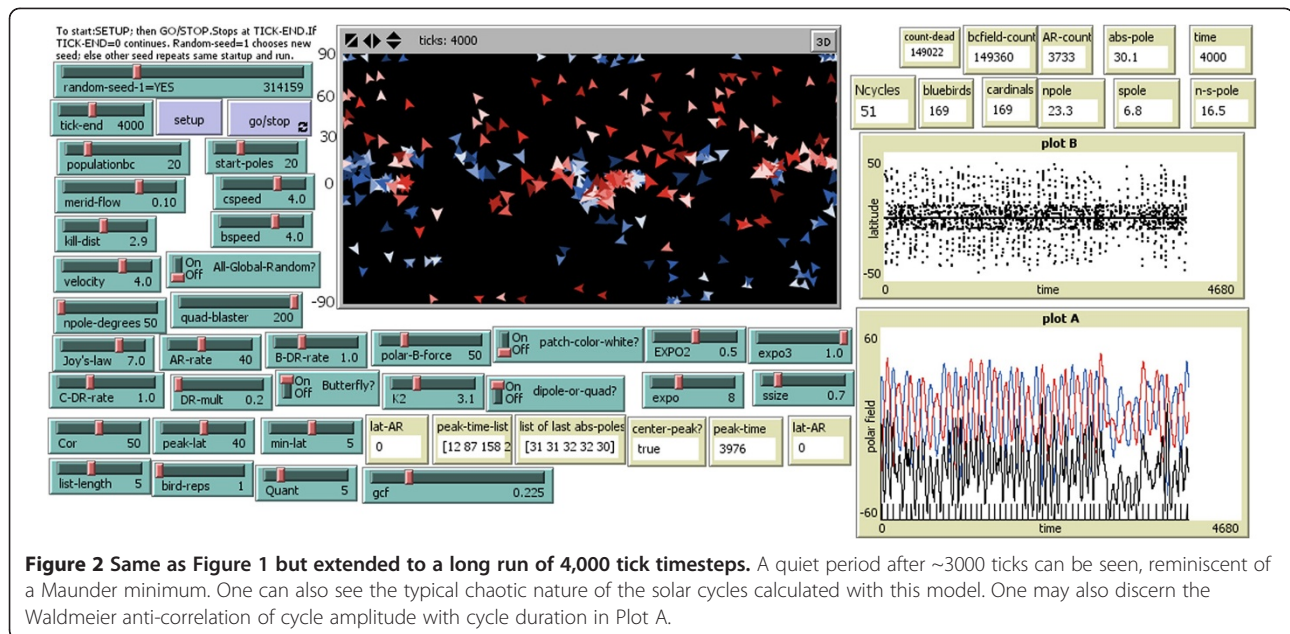 To start:SETUP; then GO/STOP.Stops at TICK-END.If
TICK-END=0 continues. Random-seed=1 chooses new
seed; else other seed repeats same startup and run.
random-seed-1=YES 314159
tick-end 4000
setup
go/stop
populationbc 20
start-poles 20
merid-flow 0.10
cspeed 4.0
kill-dist 2.9
bspeed 4.0
velocity 4.0
On
Off
All-Global-Random?
npole-degrees 50
quad-blaster 200
Joy's-law 7.0
AR-rate 40
B-DR-rate 1.0
polar-B-force 50
On
Off
patch-color-white?
EXPO2 0.5
expo3 1.0
C-DR-rate 1.0
DR-mult 0.2
On
Off
Butterfly?
K2 3.1
On
Off
dipole-or-quad?
expo 8
ssize 0.7
Cor 50
peak-lat 40
min-lat 5
lat-AR
0
peak-time-list
[12 87 158 2
list of last abs-poles
[31 31 32 32 30]
center-peak?
true
peak-time
3976
lat-AR
0
list-length 5
bird-reps 1
Quant 5
gcf 0.225
ticks: 4000
3D
90
60
30
0
-90
count-dead
149022
bcfield-count
149360
AR-count
3733
abs-pole
30.1
time
4000
Ncycles
51
bluebirds
169
cardinals
169
npole
23.3
spole
6.8
n-s-pole
16.5
plot B
50
latitude
-50
0
time
4680
plot A
60
polar field
-60
0
time
4680
Figure 2 Same as Figure 1 but extended to a long run of 4,000 tick timesteps. A quiet period after ~3000 ticks can be seen, reminiscent of
a Maunder minimum. One can also see the typical chaotic nature of the solar cycles calculated with this model. One may also discern the
Waldmeier anti-correlation of cycle amplitude with cycle duration in Plot A.